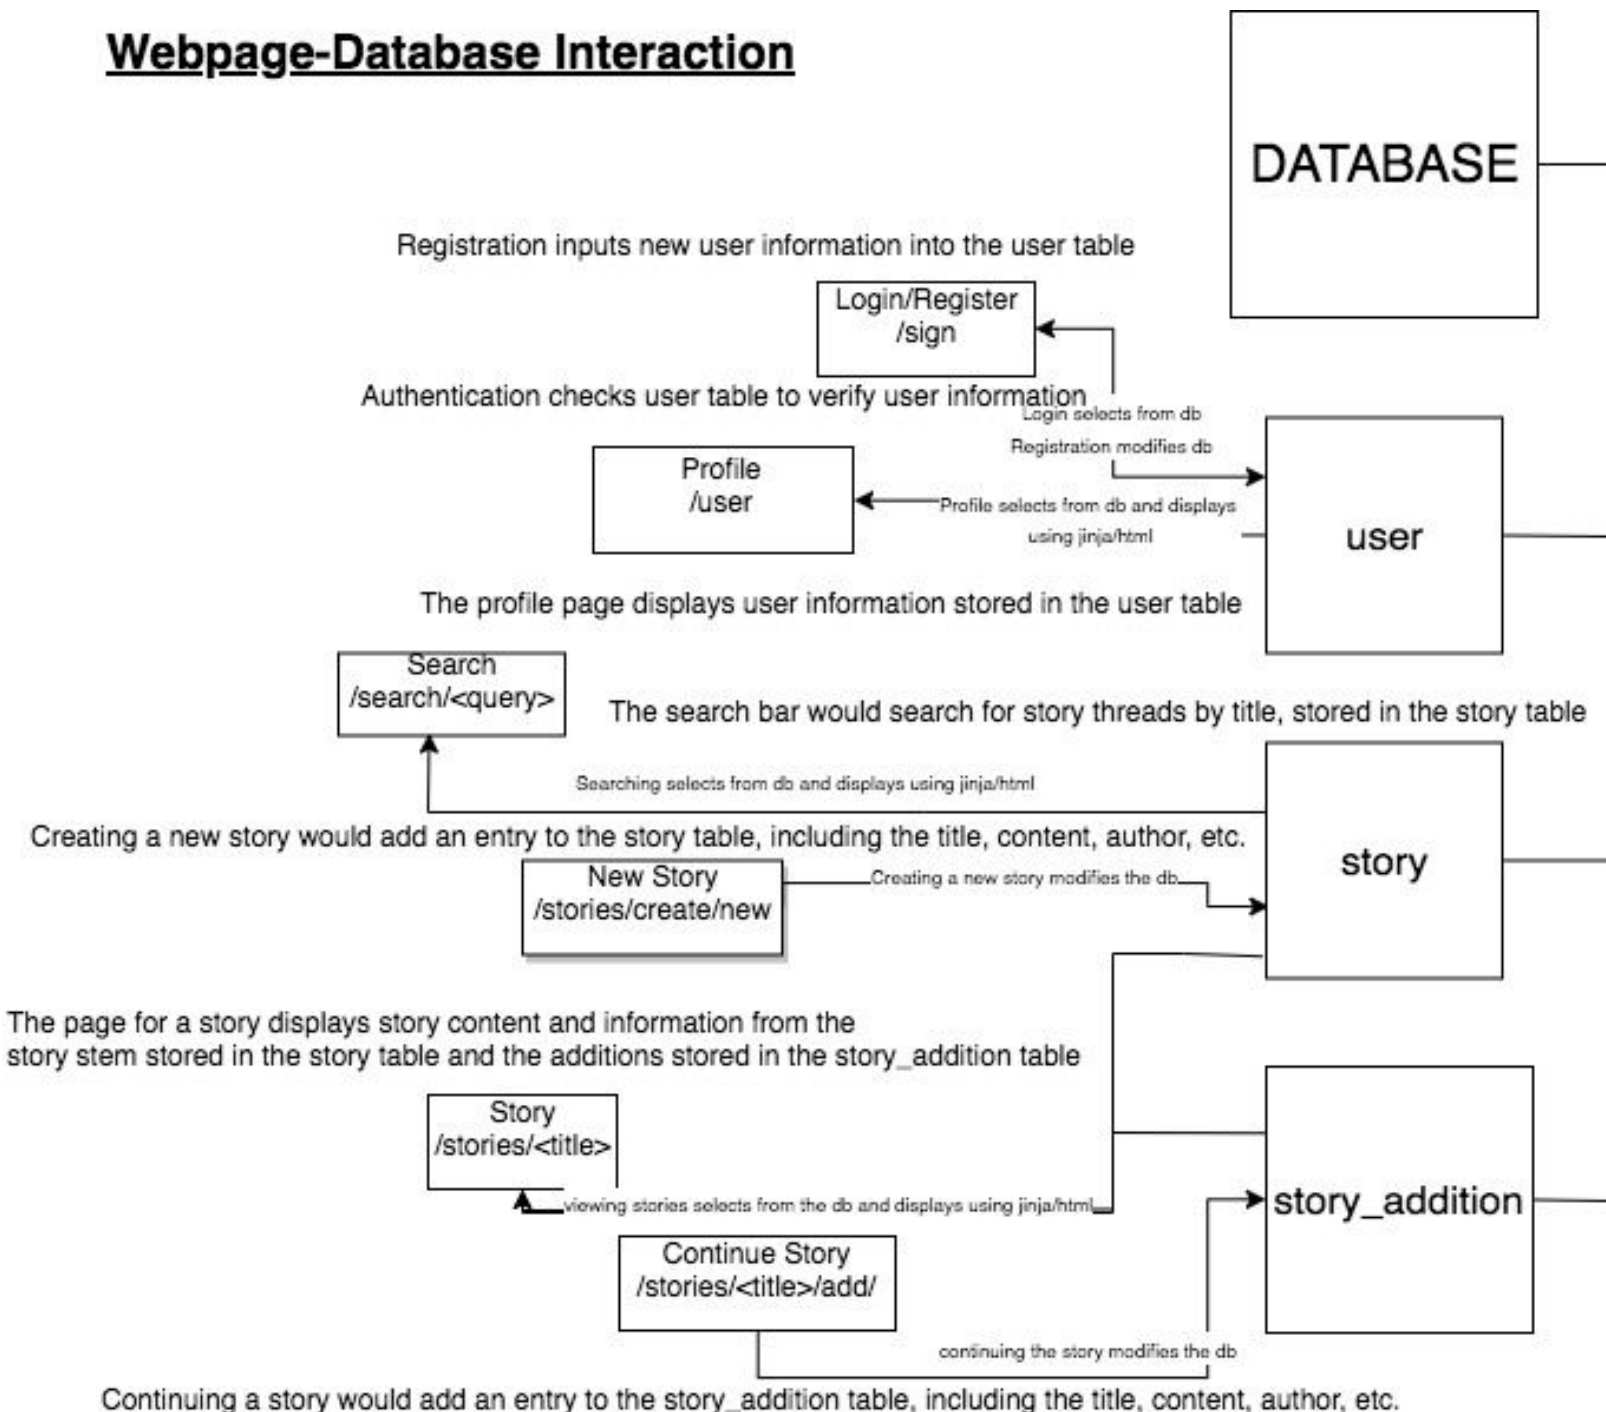 Webpage-Database Interaction
DATABASE
Registration inputs new user information into the user table
Login/Register
/sign
Authentication checks user table to verify user information
Login selects from db
Registration modifies db
Profile
/user
Profile selects from db and displays
using jinja/html
user
The profile page displays user information stored in the user table
Search
/search/<query>
The search bar would search for story threads by title, stored in the story table
Searching selects from db and displays using jinja/html
Creating a new story would add an entry to the story table, including the title, content, author, etc.
story
New Story
/stories/create/new
Creating a new story modifies the db
The page for a story displays story content and information from the
story stem stored in the story table and the additions stored in the story_addition table
Story
/stories/<title>
viewing stories selects from the db and displays using jinja/html
story_addition
Continue Story
/stories/<title>/add/
continuing the story modifies the db
Continuing a story would add an entry to the story_addition table, including the title, content, author, etc.